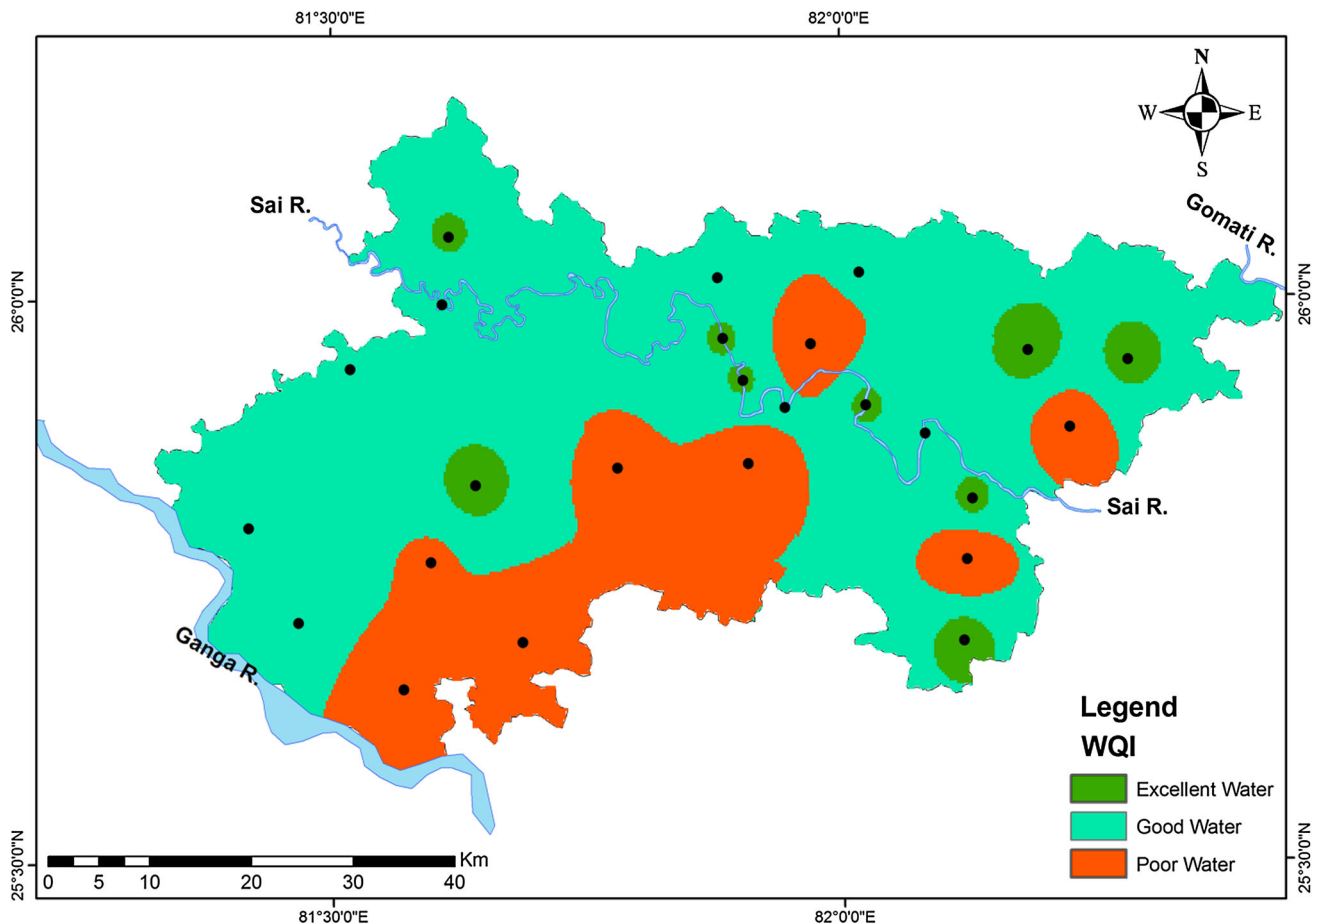 81°30'0"E 82°0'0"E
N
W E
S
Sai R.
Gomati R.
26°0'0"N 26°0'0"N
Sai R.
Ganga R.
Legend
WQI
Excellent Water
Good Water
Poor Water
Km
0 5 10 20 30 40
25°30'0"N 25°30'0"N
81°30'0"E 82°0'0"E